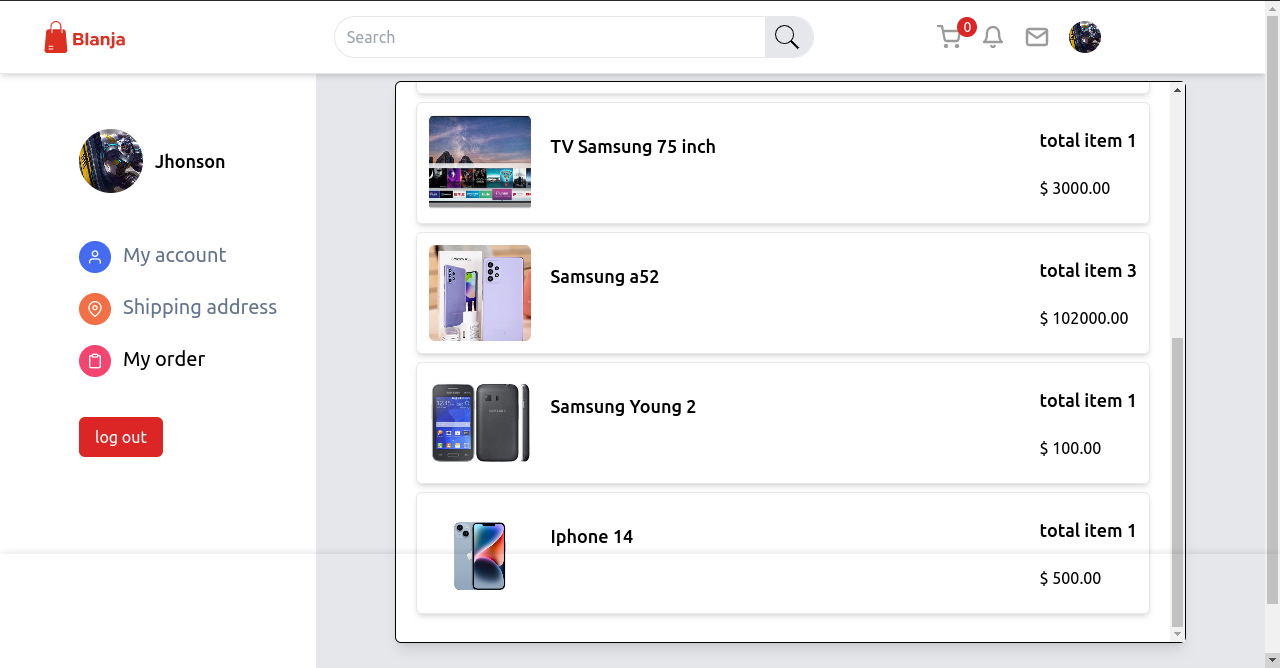 Blanja
Search
0
Jhonson
My account
Shipping address
My order
log out
TV Samsung 75 inch
total item 1
$ 3000.00
Samsung a52
total item 3
$ 102000.00
Samsung Young 2
total item 1
$ 100.00
Iphone 14
total item 1
$ 500.00